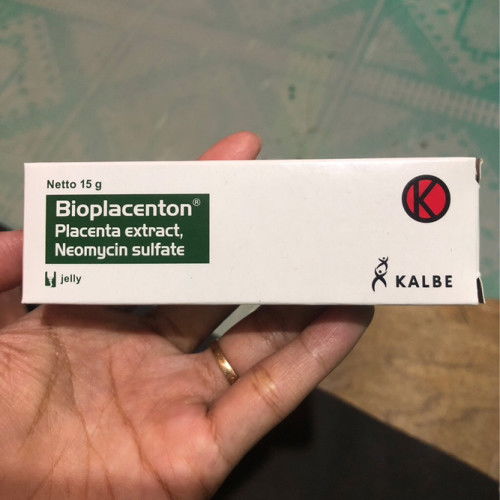 Netto 15 g
Bioplacenton®
Placenta extract,
Neomycin sulfate
jelly
K
KALBE